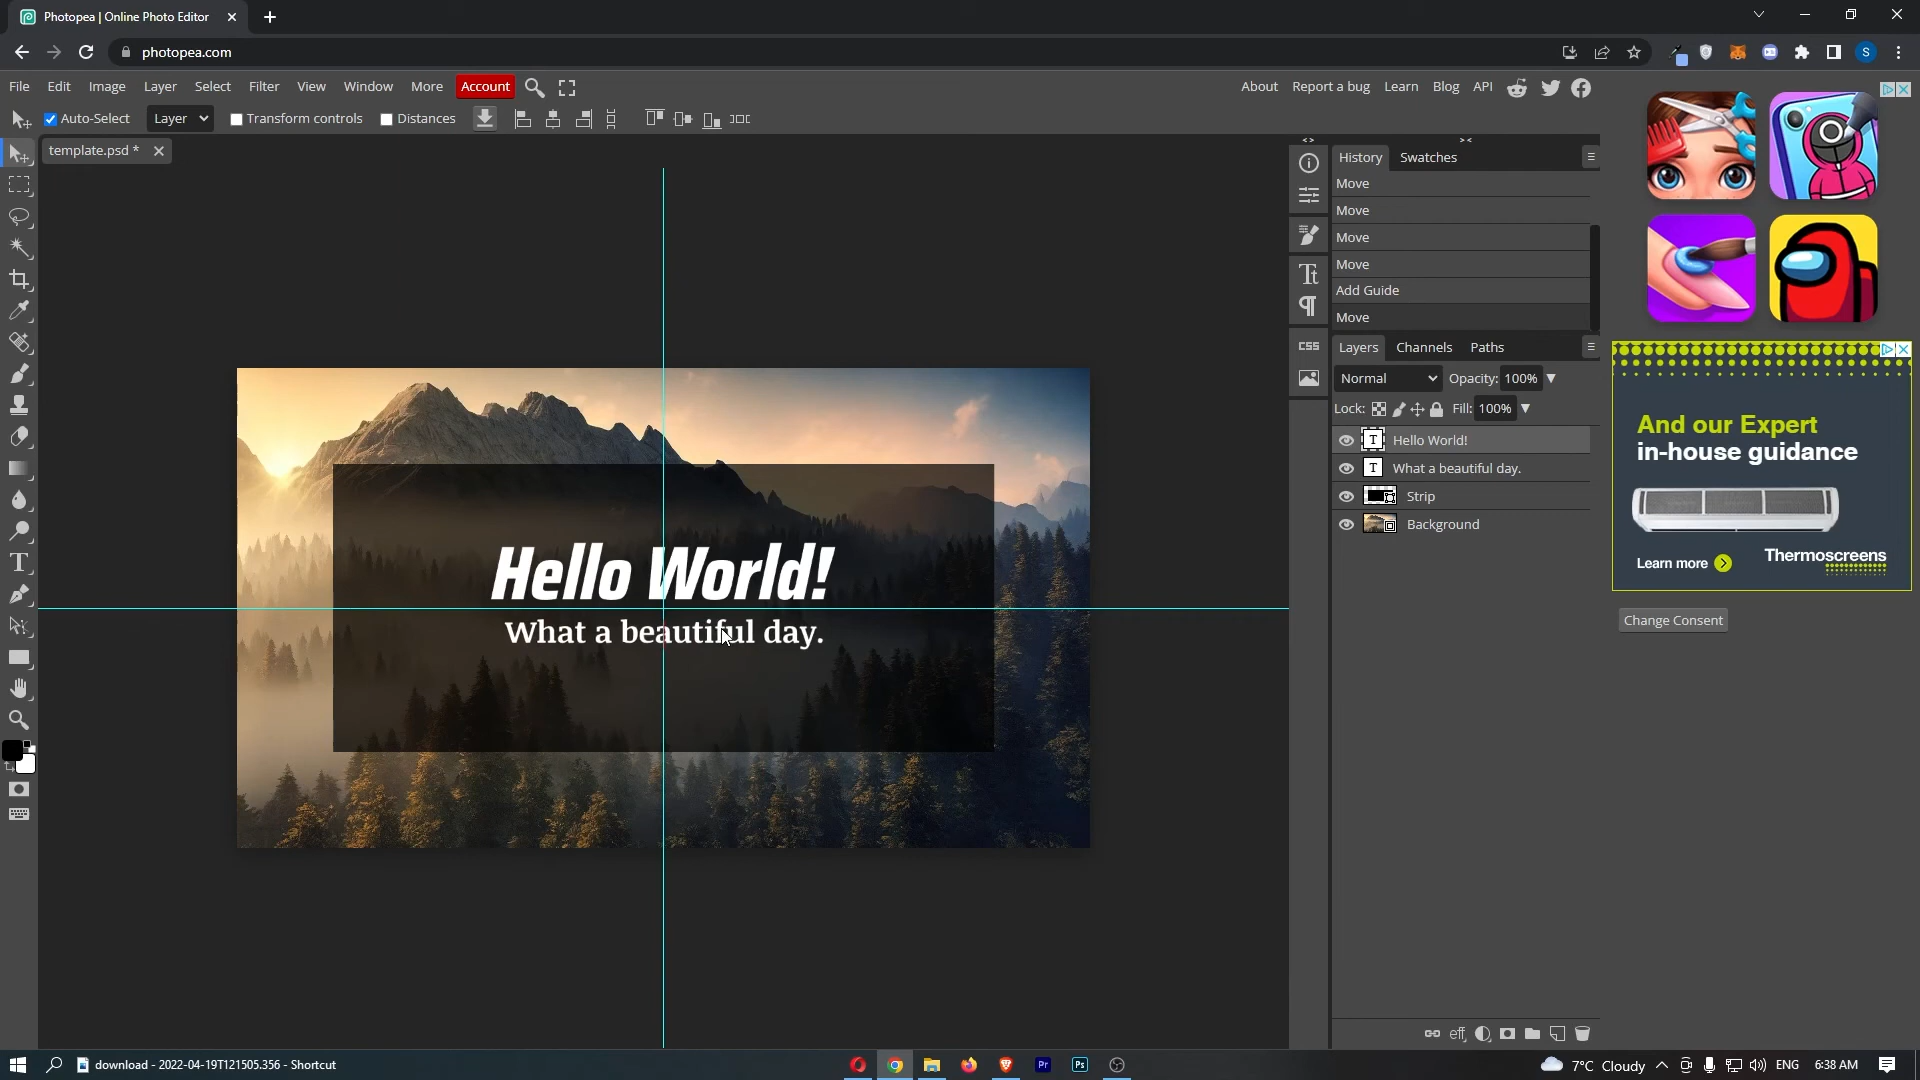 Photopea | Online Photo Editor
photopea.com
S
File Edit Image Layer Select Filter View Window More Account
About Report a bug Learn Blog API
Auto-Select Layer Transform controls Distances
template.psd *
History Swatches
Move
Move
Move
Move
Add Guide
Move
CSS
Layers Channels Paths
Normal Opacity: 100%
Lock: Fill: 100%
T Hello World!
T What a beautiful day.
Strip
Background
eff
Hello World!
What a beautiful day.
And our Expert
in-house guidance
Learn more
Thermoscreens
Change Consent
download - 2022-04-19T121505.356 - Shortcut
Pr
Ps
7°C Cloudy
ENG
6:38 AM